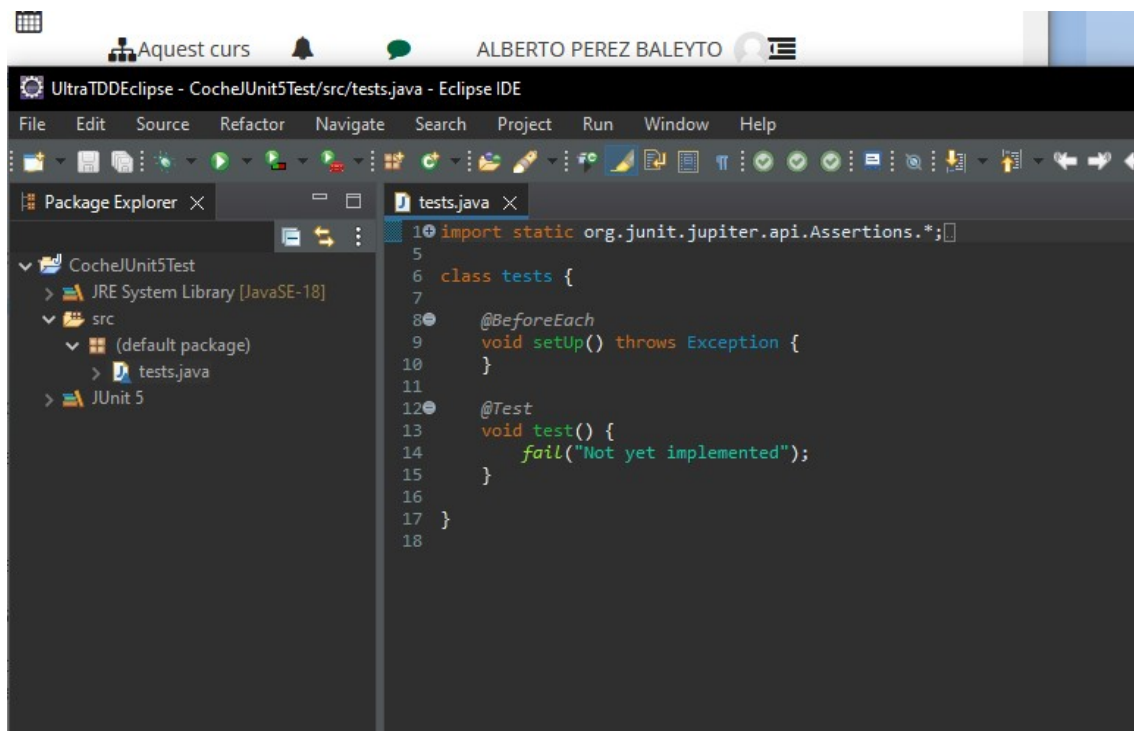 Aquest curs ALBERTO PEREZ BALEYTO
UltraTDDEclipse - CocheJUnit5Test/src/tests.java - Eclipse IDE
File Edit Source Refactor Navigate Search Project Run Window Help
Package Explorer
tests.java
CocheJUnit5Test
JRE System Library [JavaSE-18]
src
(default package)
tests.java
JUnit 5
1 import static org.junit.jupiter.api.Assertions.*;
5
6 class tests {
7
8 @BeforeEach
9 void setUp() throws Exception {
10 }
11
12 @Test
13 void test() {
14 fail("Not yet implemented");
15 }
16
17 }
18